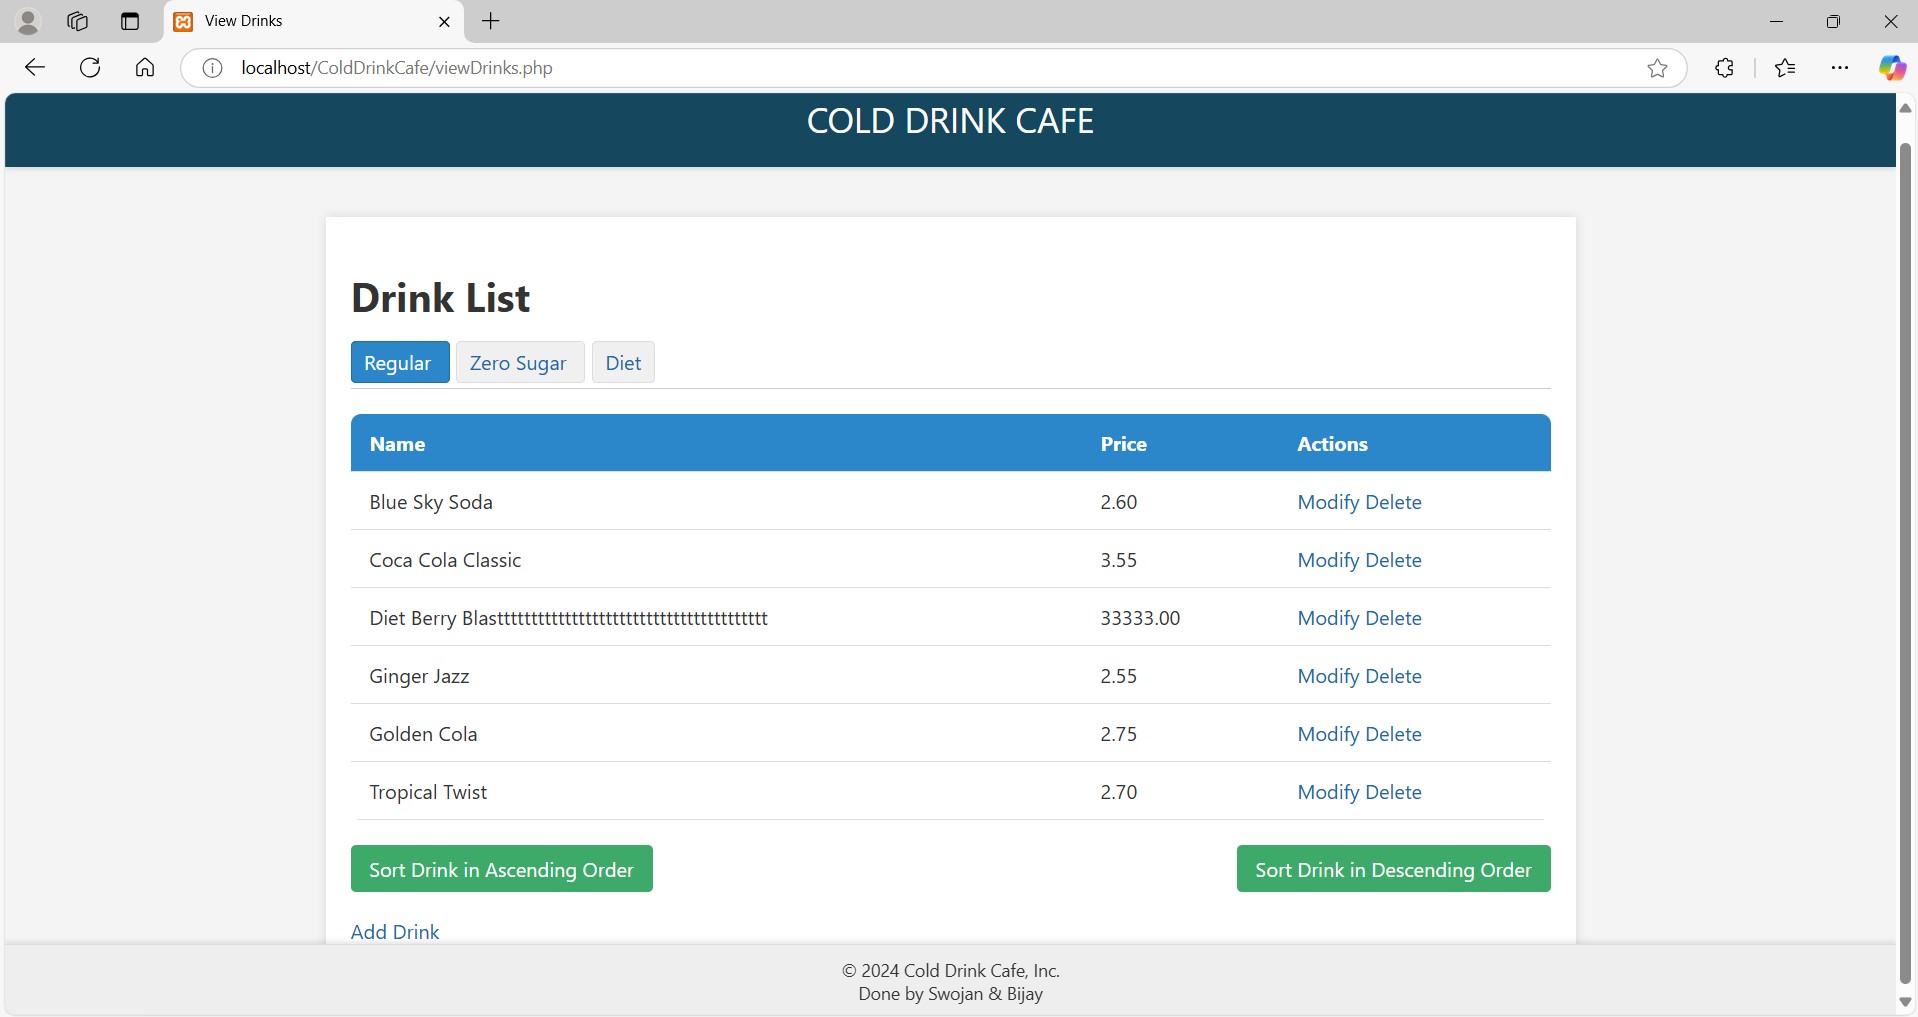 View Drinks
localhost/ColdDrinkCafe/viewDrinks.php
COLD DRINK CAFE
Drink List
Regular Zero Sugar Diet
Name Price Actions
Blue Sky Soda 2.60 Modify Delete
Coca Cola Classic 3.55 Modify Delete
Diet Berry Blasttttttttttttttttttttttttttttttttttttttttt 33333.00 Modify Delete
Ginger Jazz 2.55 Modify Delete
Golden Cola 2.75 Modify Delete
Tropical Twist 2.70 Modify Delete
Sort Drink in Ascending Order Sort Drink in Descending Order
Add Drink
© 2024 Cold Drink Cafe, Inc.
Done by Swojan & Bijay